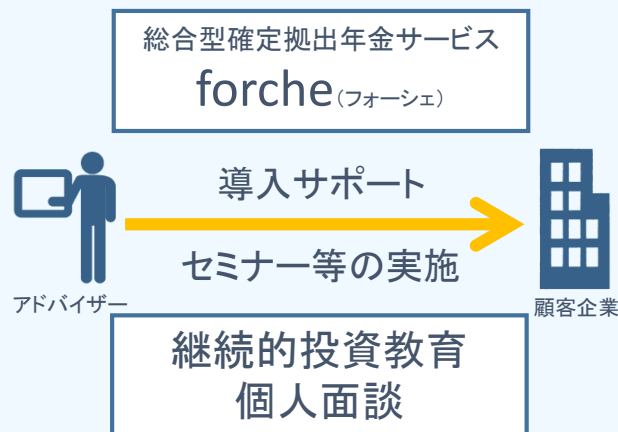 総合型確定拠出年金サービス
forche(フォーシェ)
導入サポート
セミナー等の実施
アドバイザー
顧客企業
継続的投資教育
個人面談